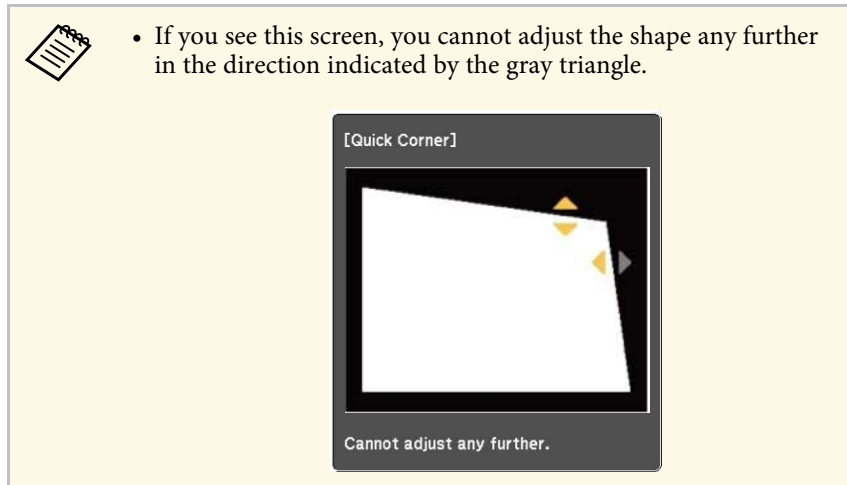 • If you see this screen, you cannot adjust the shape any further
in the direction indicated by the gray triangle.
[Quick Corner]
Cannot adjust any further.